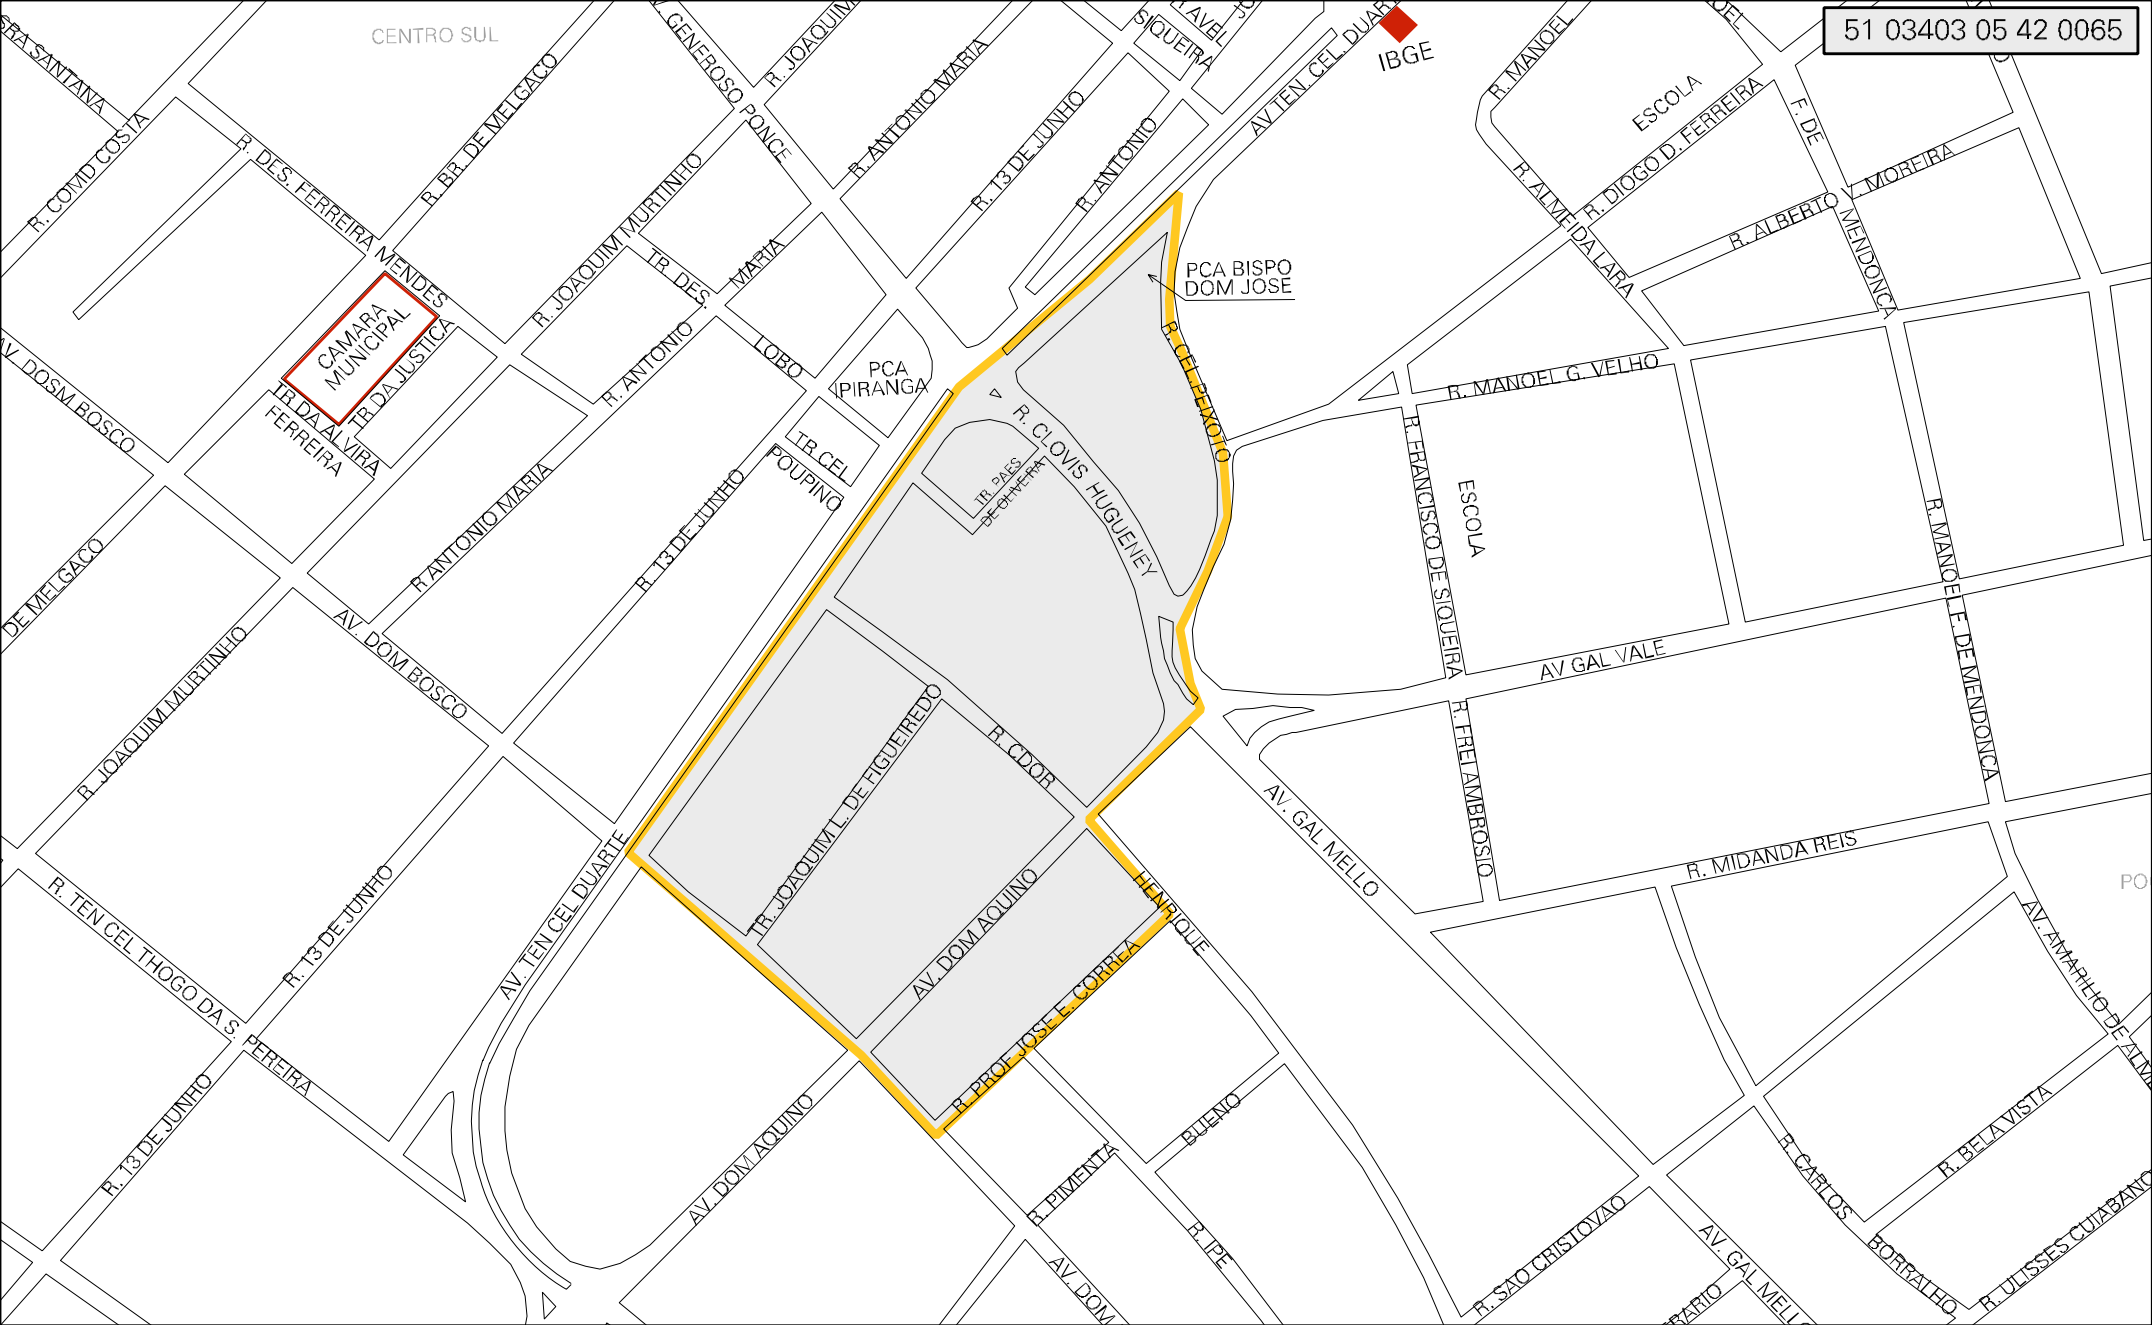 51 03403 05 42 0065
CENTRO SUL
SRA SANTANA
R. COMD COSTA
R. DES. FERREIRA MENDES
R. BR. DE MELGACO
V. GENEROSO PONCE
R. JOAQUIM
R. ANTONIO MARIA
R. JOAQUIM MURTINHO
R. 13 DE JUNHO
R. ANTONIO
SIQUEIRA
AV TEN. CEL. DUAR
IBGE
R. MANOEL
ESCOLA
R. DIOGO D. FERREIRA
F. DE
MENDONCA
V. MOREIRA
R. ALBERTO
R. ALMEIDA LARA
PCA BISPO
DOM JOSE
R. CEL PEIXOTO
TR. DES.
LOBO
MARIA
R. ANTONIO
CAMARA
MUNICIPAL
TR DA JUSTICA
TR DA ALVIRA
FERREIRA
AV. DOSM BOSCO
PCA
IPIRANGA
TR. CEL
POUPINO
R. CLOVIS HUGUENEY
TR. PAES
DE OLIVEIRA
R. MANOEL G. VELHO
R. FRANCISCO DE SIQUEIRA
ESCOLA
R ANTONIO MARIA
R. 13 DE JUNHO
DE MELGACO
AV. DOM BOSCO
R. JOAQUIM MURTINHO
R. MANOEL F. DE MENDONCA
AV GAL VALE
R. FREI AMBROSIO
TR. JOAQUIM L. DE FIGUEIREDO
R. CDOR
HENRIQUE
AV. GAL MELLO
R. MIDANDA REIS
AV. TEN CEL DUARTE
R. TEN CEL THOGO DA S. PEREIRA
R. 13 DE JUNHO
AV. DOM AQUINO
R. PROF JOSE E. CORREA
AV. AMARILIO DE ALME
R. 13 DE JUNHO
AV. DOM AQUINO
R. PIMENTA
BUENO
R. IPE
AV. DOM
R. SAO CRISTOVAO
AV. GAL MELLO
R. CARLOS
BORRALHO
R. BELA VISTA
R. ULISSES CUIABANO